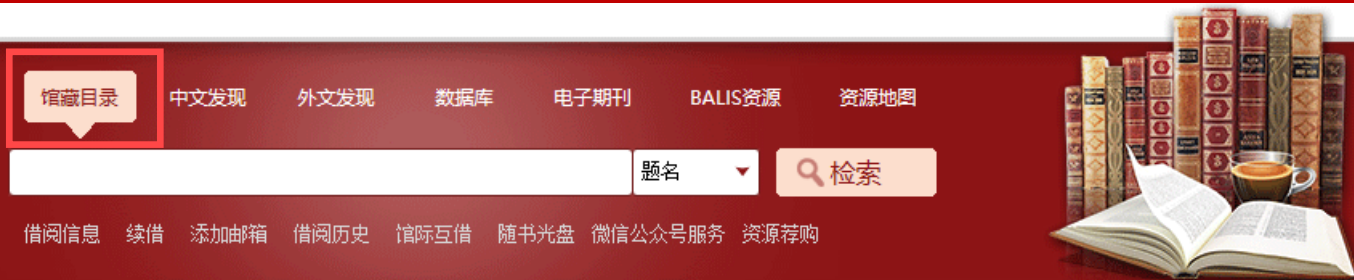 馆藏目录 中文发现 外文发现 数据库 电子期刊 BALIS资源 资源地图
题名 检索
借阅信息 续借 添加邮箱 借阅历史 馆际互借 随书光盘 微信公众号服务 资源荐购